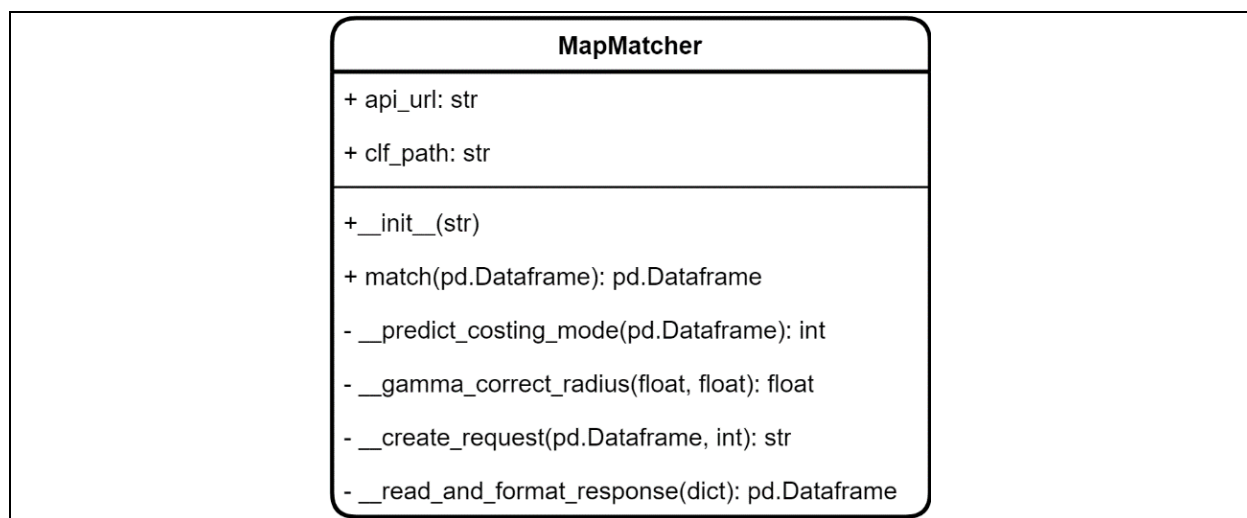 MapMatcher
+ api_url: str
+ clf_path: str
+__init__(str)
+ match(pd.Dataframe): pd.Dataframe
- __predict_costing_mode(pd.Dataframe): int
- __gamma_correct_radius(float, float): float
- __create_request(pd.Dataframe, int): str
- __read_and_format_response(dict): pd.Dataframe